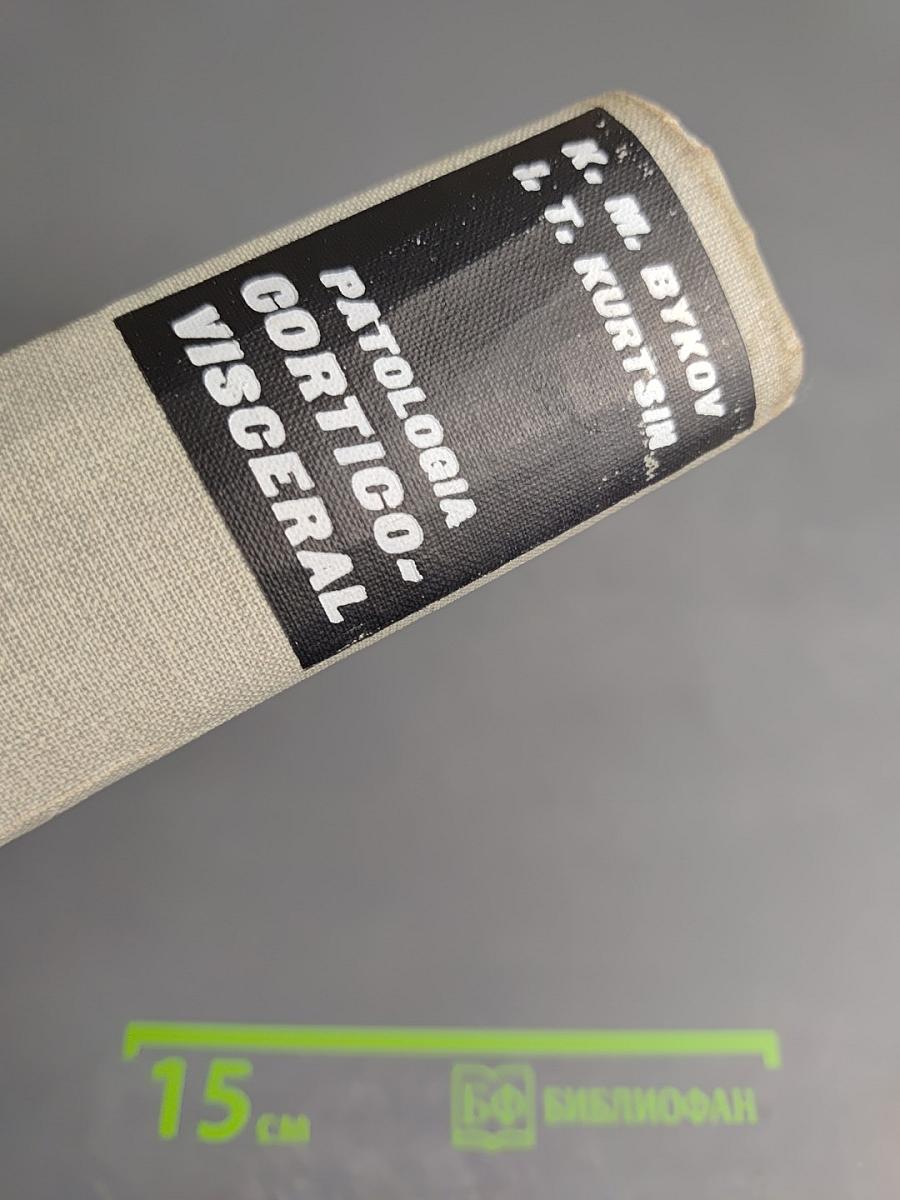 K. M. BYKOV
J. T. KURTSIN
PATOLOGIA
CORTICO-
VISCERAL
15 см
БФ БИБЛИОФАН